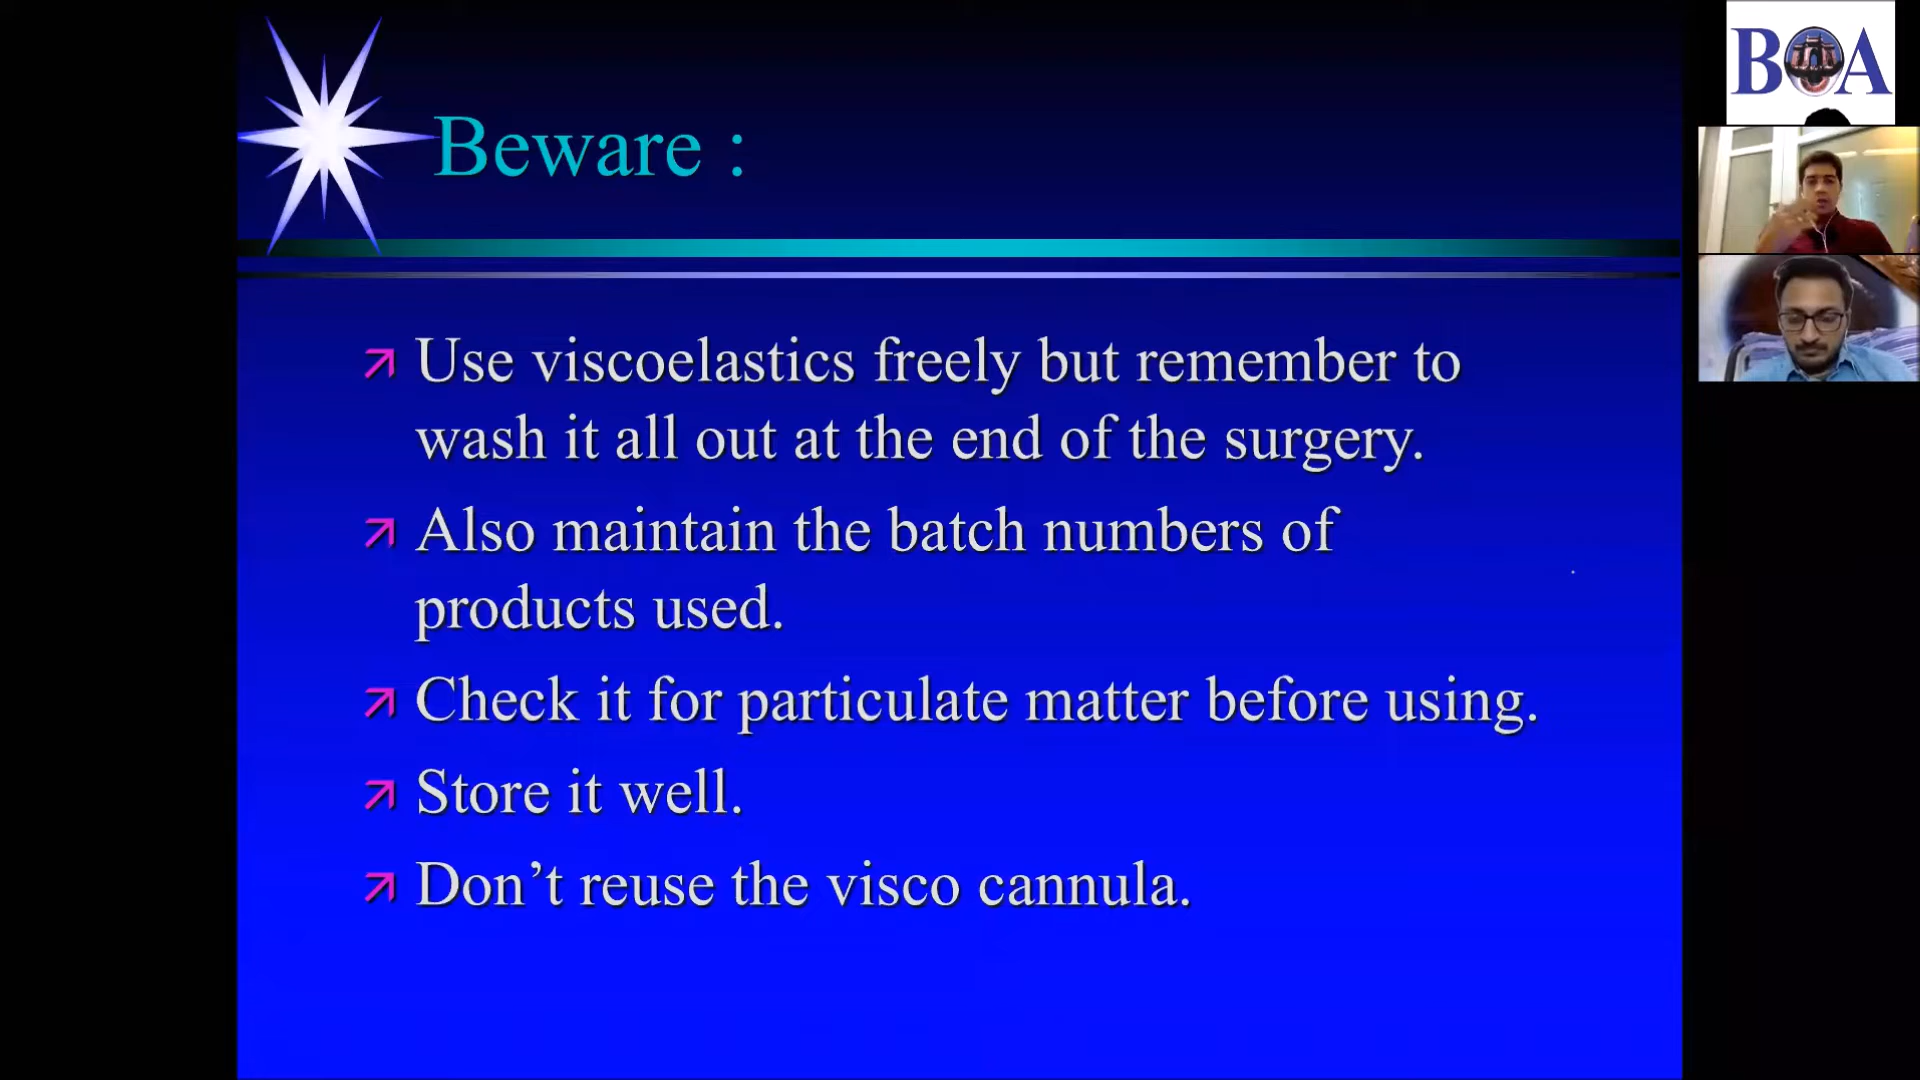 BOA
Beware :
Use viscoelastics freely but remember to
wash it all out at the end of the surgery.
Also maintain the batch numbers of
products used.
Check it for particulate matter before using.
Store it well.
Don’t reuse the visco cannula.